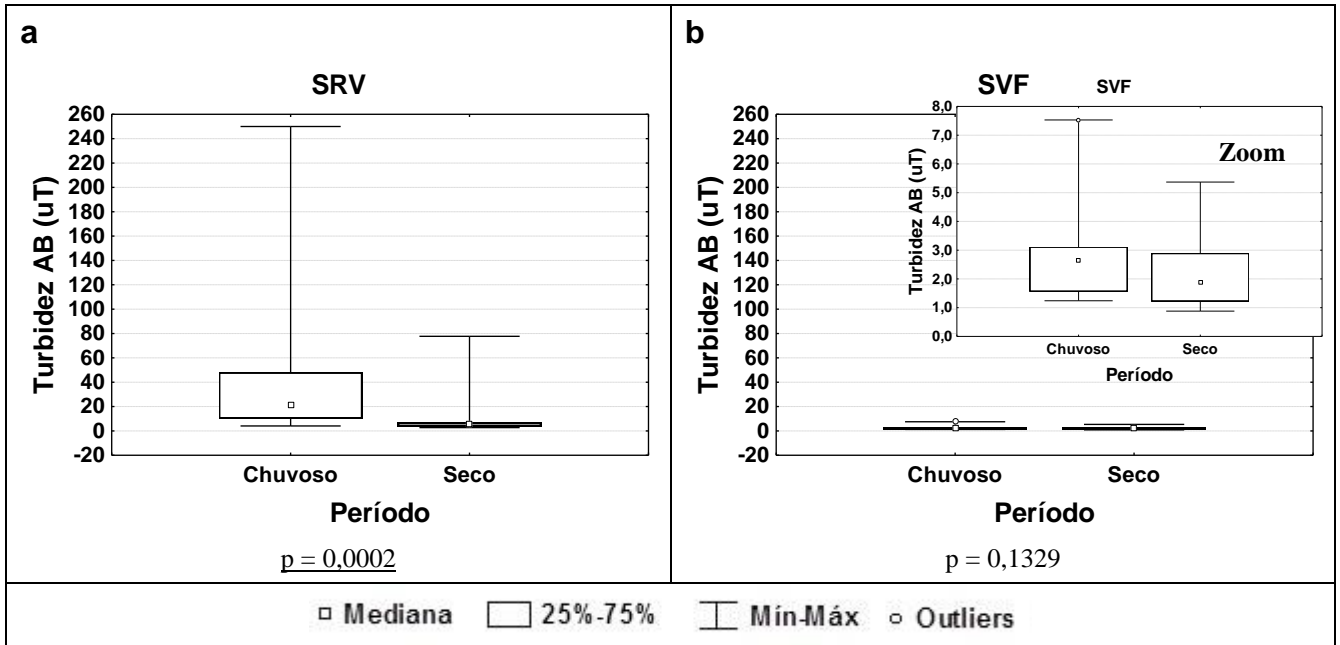 a
SRV
Turbidez AB (uT)
260
240
220
200
180
160
140
120
100
80
60
40
20
0
-20
Chuvoso Seco
Período
p = 0,0002
b
SVF
Turbidez AB (uT)
260
240
220
200
180
160
140
120
100
80
60
40
20
0
-20
Chuvoso Seco
Período
p = 0,1329
SVF
Zoom
Turbidez AB (uT)
8,0
7,0
6,0
5,0
4,0
3,0
2,0
1,0
0,0
Chuvoso Seco
Período
Mediana 25%-75% Mín-Máx Outliers